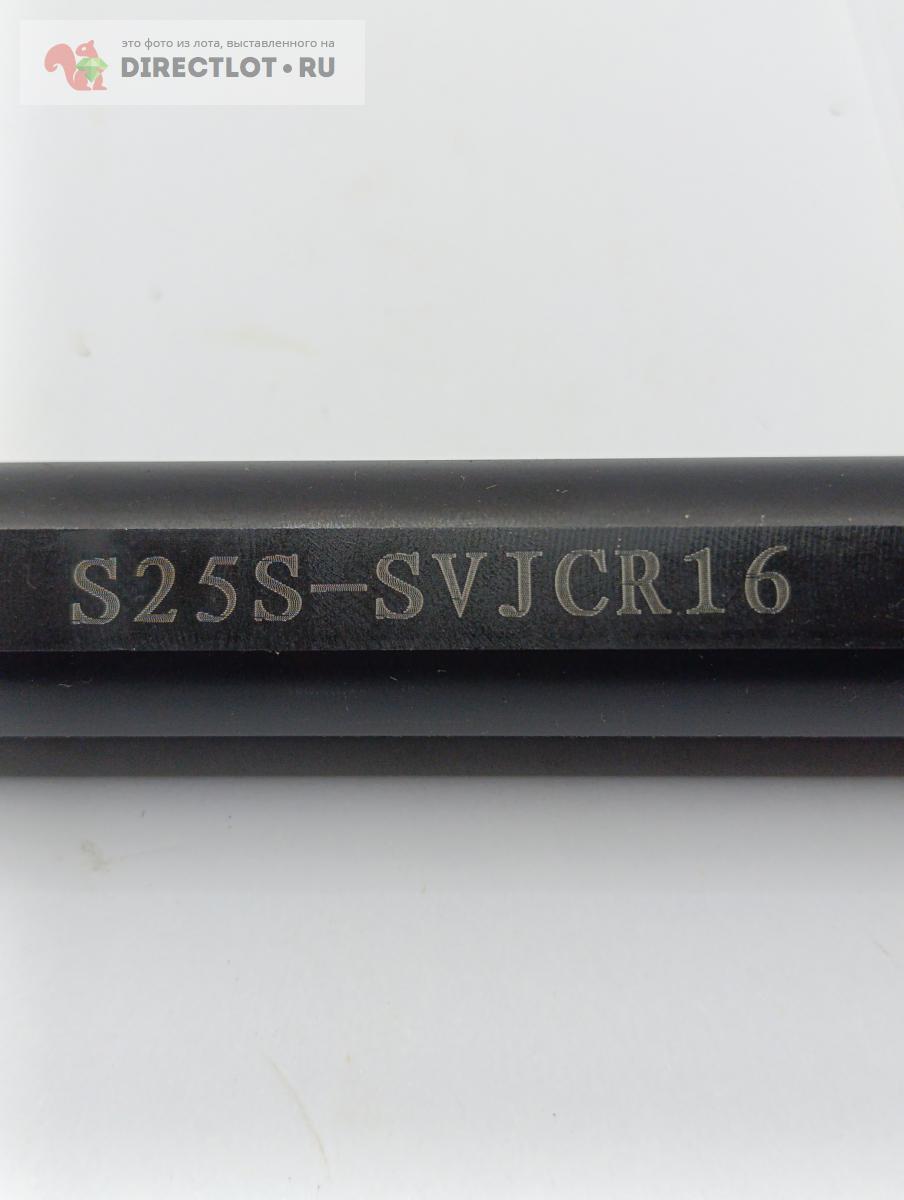 это фото из лота, выставленного на
DIRECTLOT•RU
S25S-SVJCR16